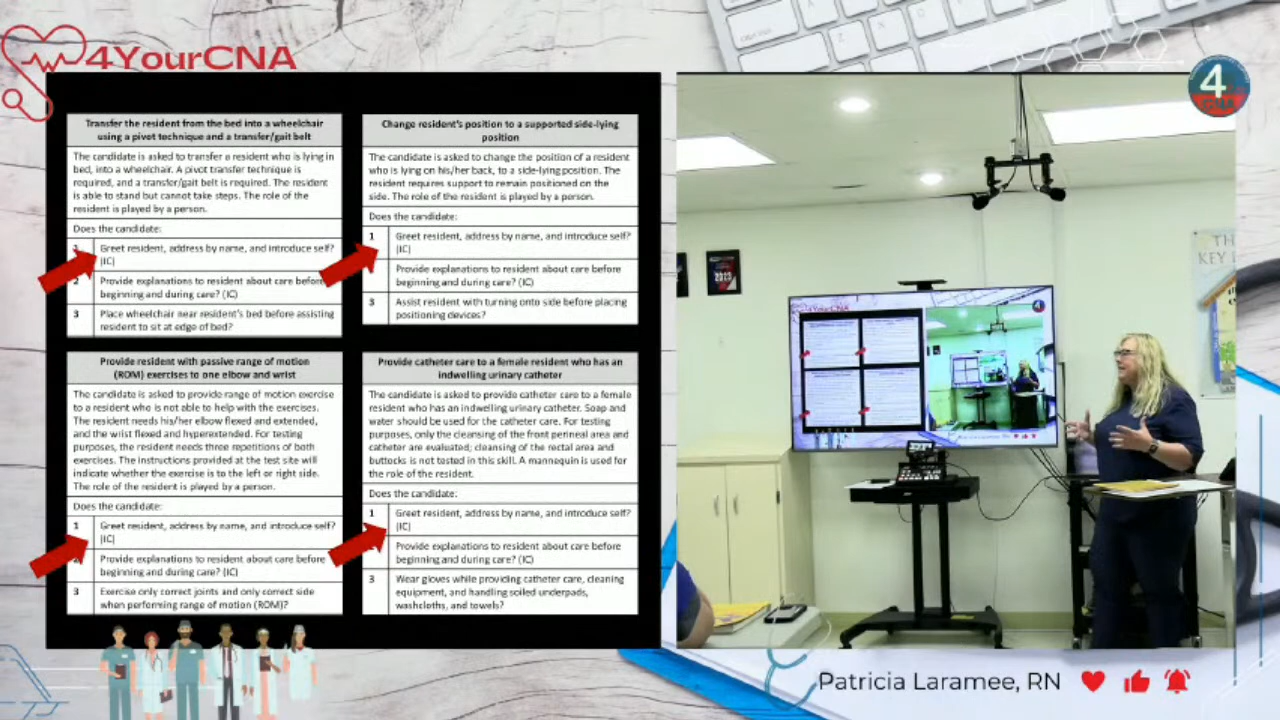 4YourCNA
Transfer the resident from the bed into a wheelchair
using a pivot technique and a transfer/gait belt
The candidate is asked to transfer a resident who is lying in
bed, into a wheelchair. A pivot transfer technique is
required, and a transfer/gait belt is required. The resident
is able to stand but cannot take steps. The role of the
resident is played by a person.
Does the candidate:
Greet resident, address by name, and introduce self?
(IC)
2 Provide explanations to resident about care before
beginning and during care? (IC)
3 Place wheelchair near resident's bed before assisting
resident to sit at edge of bed?
Change resident's position to a supported side-lying
position
The candidate is asked to change the position of a resident
who is lying on his/her back, to a side-lying position. The
resident requires support to remain positioned on the
side. The role of the resident is played by a person.
Does the candidate:
1 Greet resident, address by name, and introduce self?
(IC)
Provide explanations to resident about care before
beginning and during care? (IC)
3 Assist resident with turning onto side before placing
positioning devices?
Provide resident with passive range of motion
(ROM) exercises to one elbow and wrist
The candidate is asked to provide range of motion exercise
to a resident who is not able to help with the exercises.
The resident needs his/her elbow flexed and extended,
and the wrist flexed and hyperextended. For testing
purposes, the resident needs three repetitions of both
exercises. The instructions provided at the test site will
indicate whether the exercise is to the left or right side.
The role of the resident is played by a person.
Does the candidate:
1 Greet resident, address by name, and introduce self?
(IC)
Provide explanations to resident about care before
beginning and during care? (IC)
3 Exercise only correct joints and only correct side
when performing range of motion (ROM)?
Provide catheter care to a female resident who has an
indwelling urinary catheter
The candidate is asked to provide catheter care to a female
resident who has an indwelling urinary catheter. Soap and
water should be used for the catheter care. For testing
purposes, only the cleansing of the front perineal area and
catheter are evaluated; cleansing of the rectal area and
buttocks is not tested in this skill. A mannequin is used for
the role of the resident.
Does the candidate:
1 Greet resident, address by name, and introduce self?
(IC)
Provide explanations to resident about care before
beginning and during care? (IC)
3 Wear gloves while providing catheter care, cleaning
equipment, and handling soiled underpads,
washcloths, and towels?
4
CNA
2023
TH
KEY
Patricia Laramee, RN